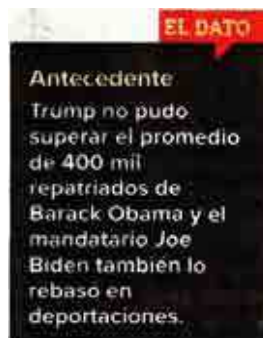 EL DATO
Antecedente
Trump no pudo
superar el promedio
de 400 mil
repatriados de
Barack Obama y el
mandatario Joe
Biden también lo
rebaso en
deportaciones.